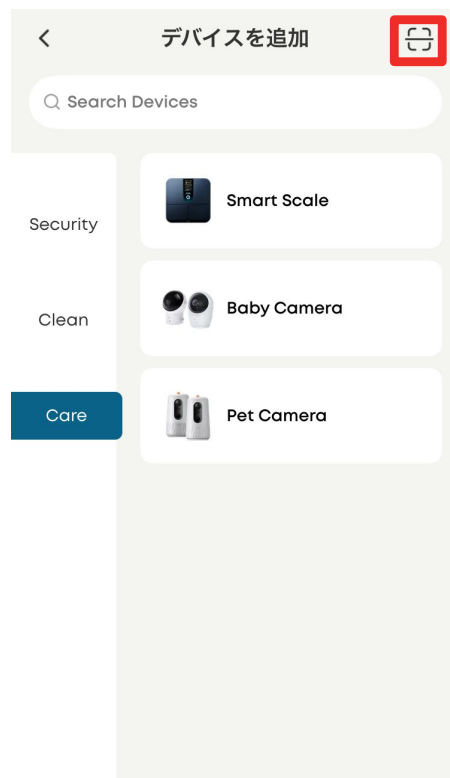 デバイスを追加
Search Devices
Security
Clean
Care
Smart Scale
Baby Camera
Pet Camera